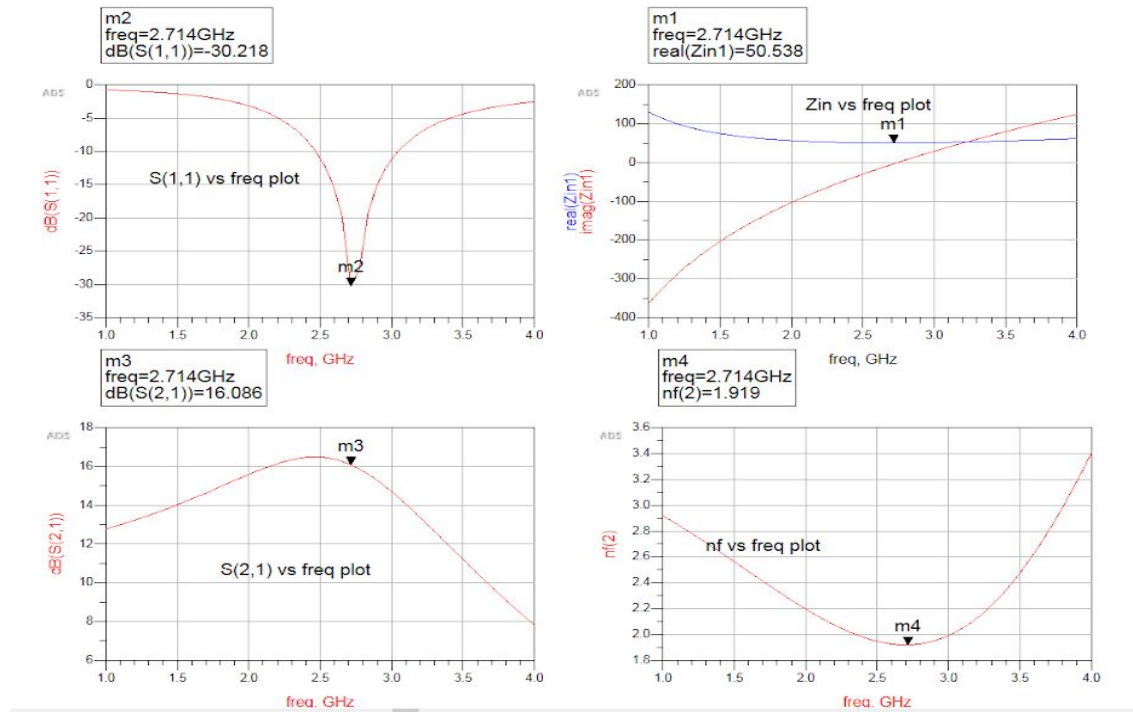 m2
freq=2.714GHz
dB(S(1,1))=-30.218
ADS
0
-5
-10
-15
-20
-25
-30
-35
dB(S(1,1))
S(1,1) vs freq plot
m2
1.0 1.5 2.0 2.5 3.0 3.5 4.0
freq, GHz
m1
freq=2.714GHz
real(Zin1)=50.538
ADS
200
100
0
-100
-200
-300
-400
real(Zin1)
imag(Zin1)
Zin vs freq plot
m1
1.0 1.5 2.0 2.5 3.0 3.5 4.0
freq, GHz
m3
freq=2.714GHz
dB(S(2,1))=16.086
ADS
18
16
14
12
10
8
6
dB(S(2,1))
m3
S(2,1) vs freq plot
1.0 1.5 2.0 2.5 3.0 3.5 4.0
freq, GHz
m4
freq=2.714GHz
nf(2)=1.919
ADS
3.6
3.4
3.2
3.0
2.8
2.6
2.4
2.2
2.0
1.8
nf(2)
nf vs freq plot
m4
1.0 1.5 2.0 2.5 3.0 3.5 4.0
freq, GHz